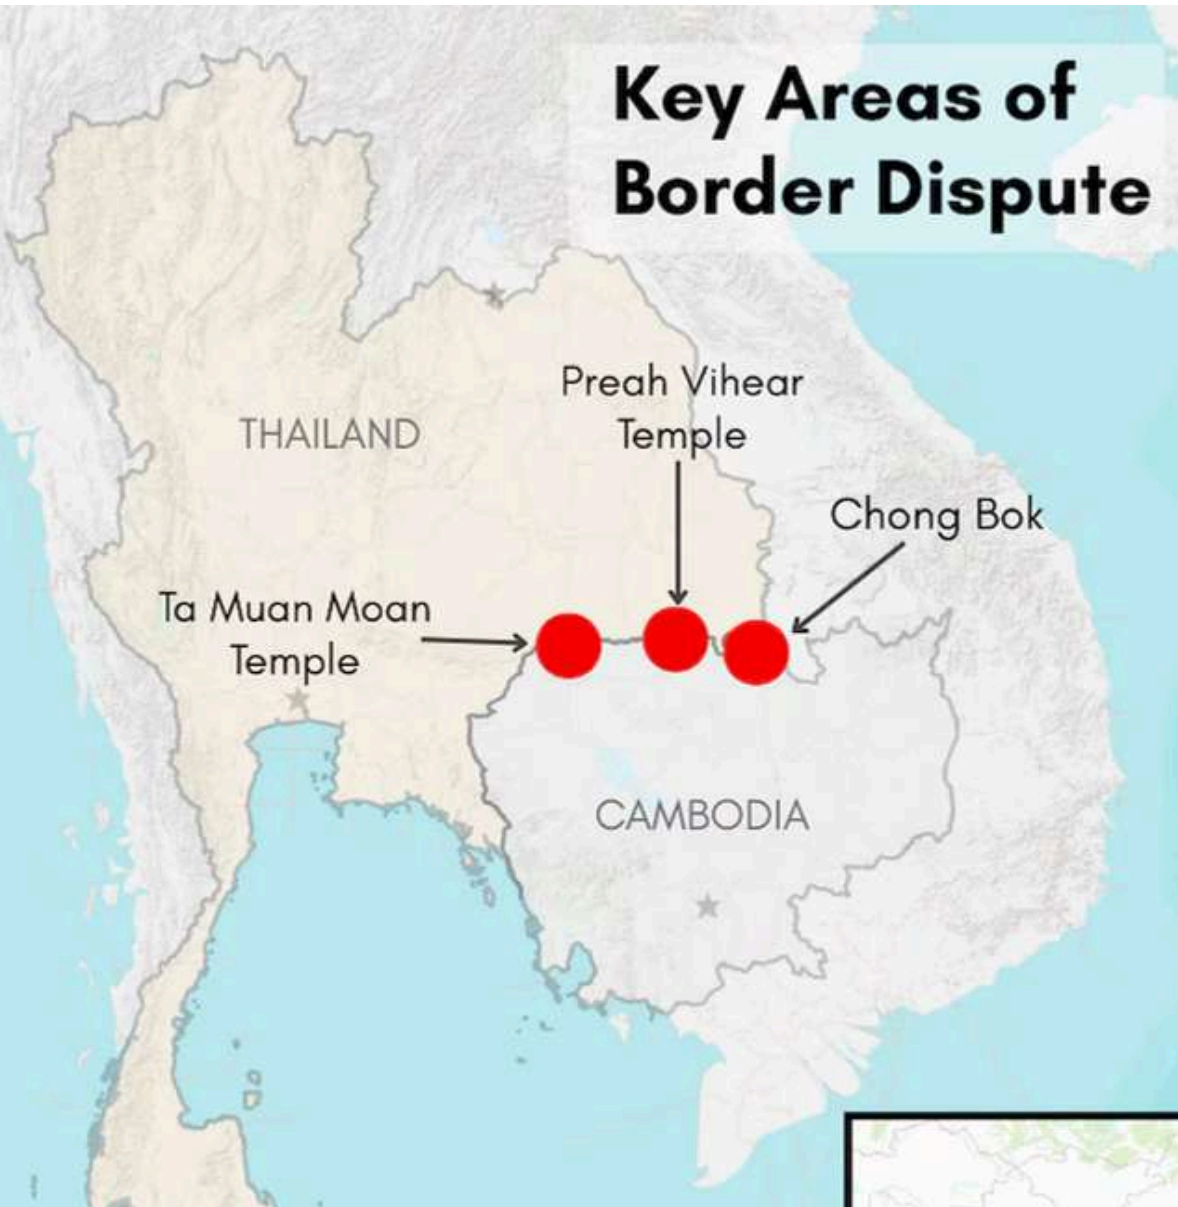 Key Areas of
Border Dispute
Preah Vihear
Temple
THAILAND
Chong Bok
Ta Muan Moan
Temple
CAMBODIA